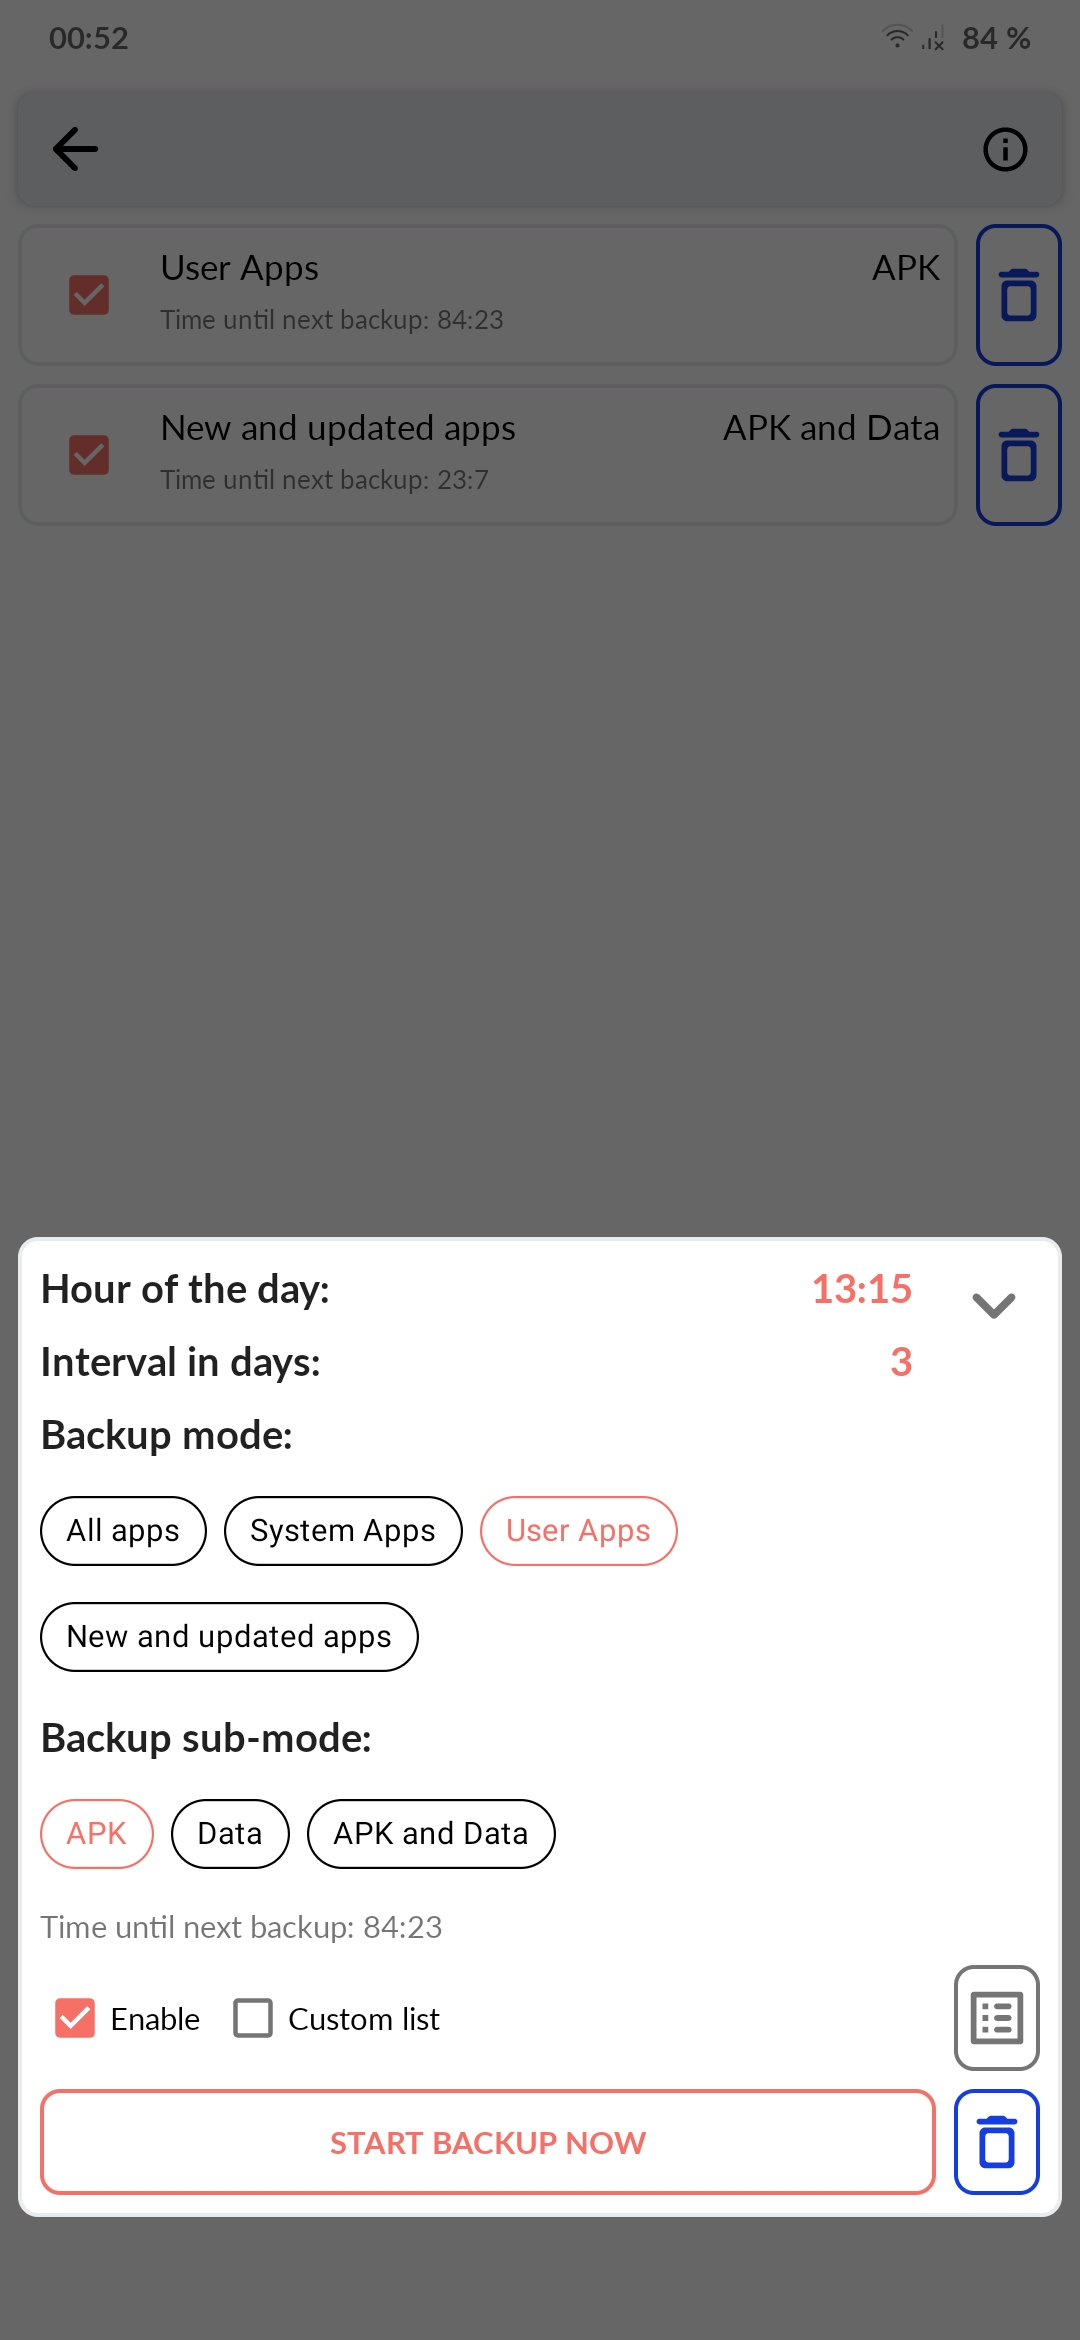 00:52 84 %
User Apps APK
Time until next backup: 84:23
New and updated apps APK and Data
Time until next backup: 23:7
Hour of the day: 13:15
Interval in days: 3
Backup mode:
All apps System Apps User Apps
New and updated apps
Backup sub-mode:
APK Data APK and Data
Time until next backup: 84:23
Enable Custom list
START BACKUP NOW